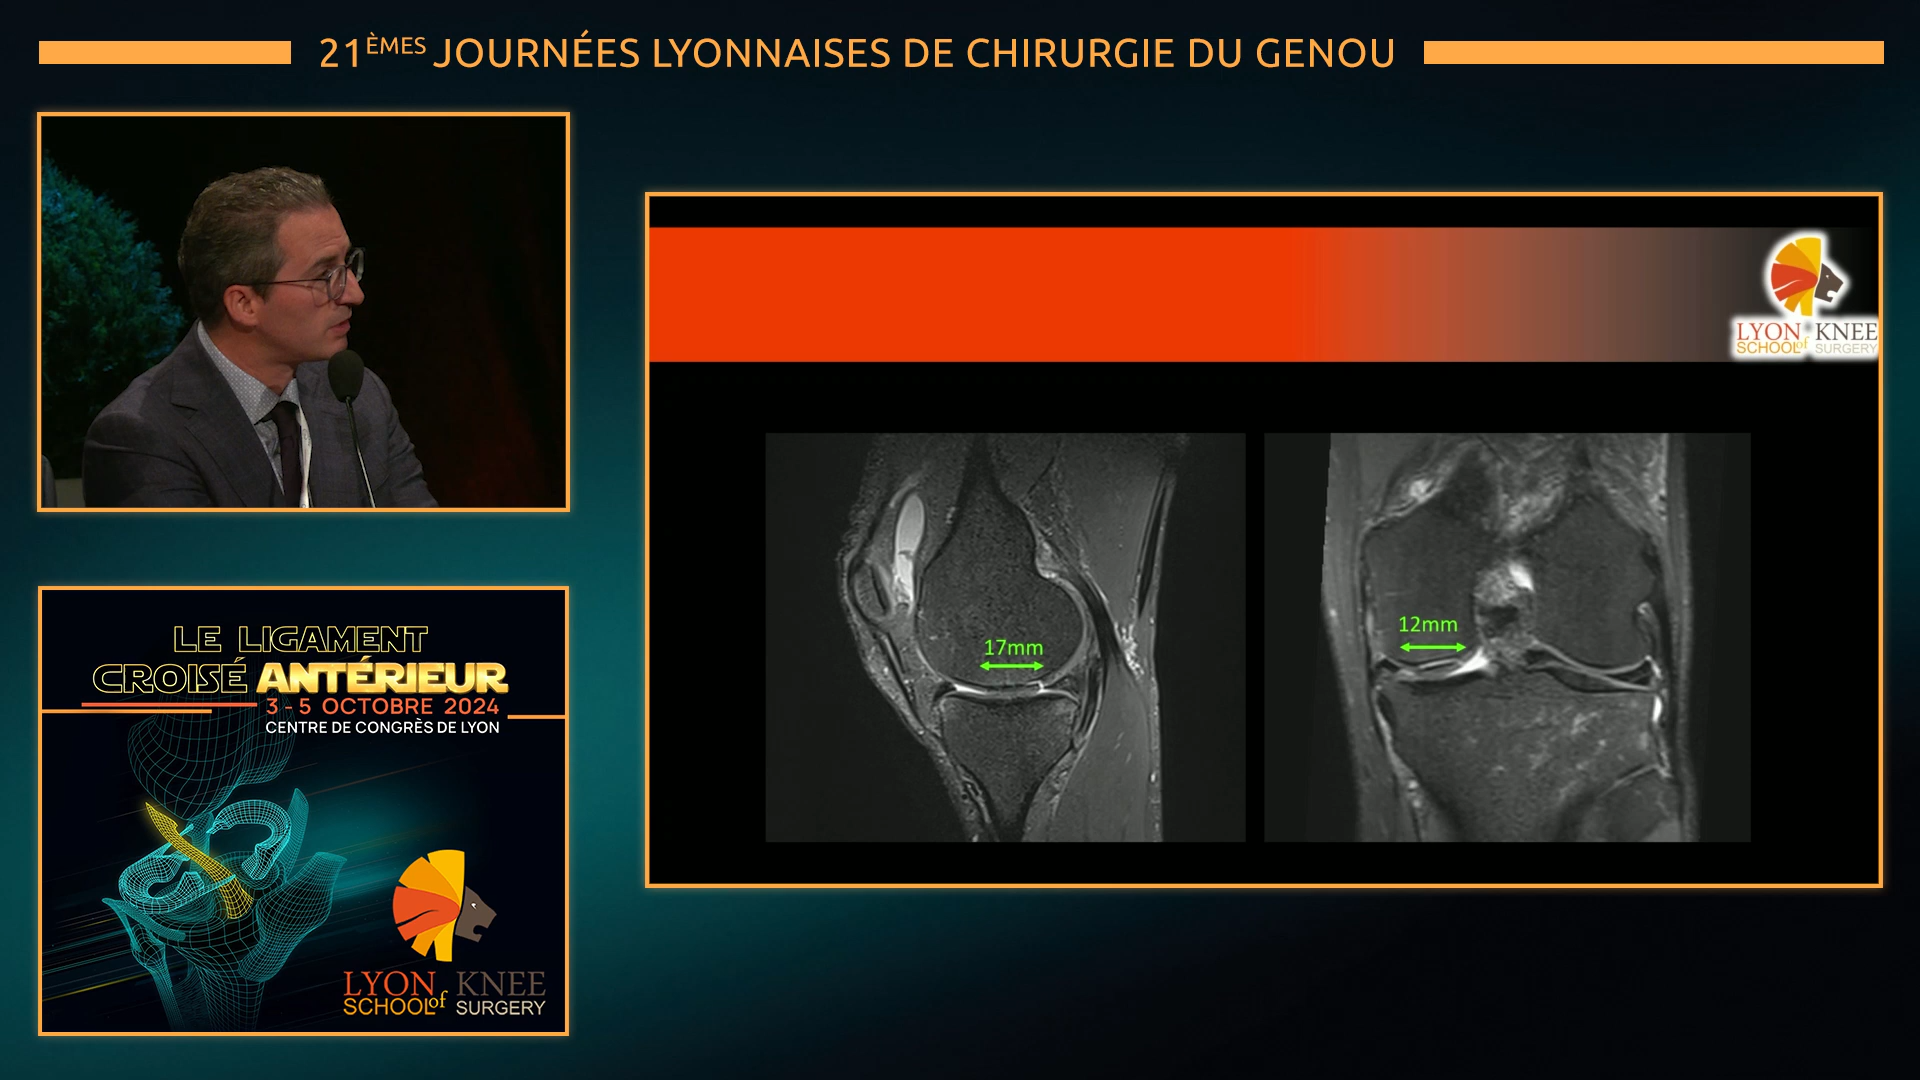 21ÈMES JOURNÉES LYONNAISES DE CHIRURGIE DU GENOU
LYON KNEE
SCHOOL of SURGERY
17mm
12mm
LE LIGAMENT
CROISÉ ANTÉRIEUR
3 - 5 OCTOBRE 2024
CENTRE DE CONGRÈS DE LYON
LYON KNEE
SCHOOL of SURGERY